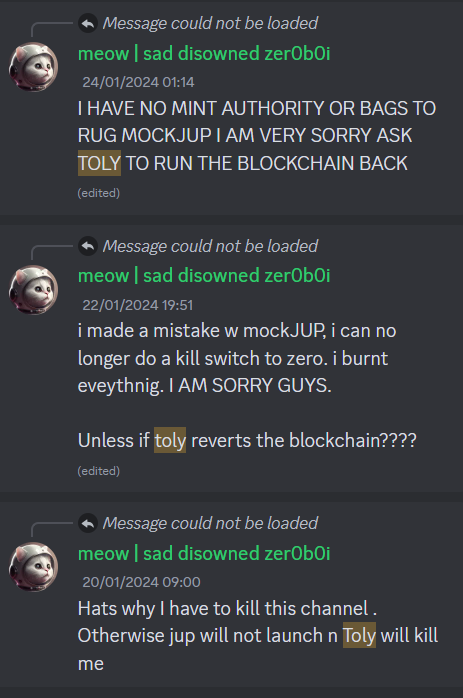 Message could not be loaded
meow | sad disowned zer0b0i
24/01/2024 01:14
I HAVE NO MINT AUTHORITY OR BAGS TO
RUG MOCKJUP I AM VERY SORRY ASK
TOLY TO RUN THE BLOCKCHAIN BACK
(edited)
Message could not be loaded
meow | sad disowned zer0b0i
22/01/2024 19:51
i made a mistake w mockJUP, i can no
longer do a kill switch to zero. i burnt
eveythnig. I AM SORRY GUYS.
Unless if toly reverts the blockchain????
(edited)
Message could not be loaded
meow | sad disowned zer0b0i
20/01/2024 09:00
Hats why I have to kill this channel .
Otherwise jup will not launch n Toly will kill
me